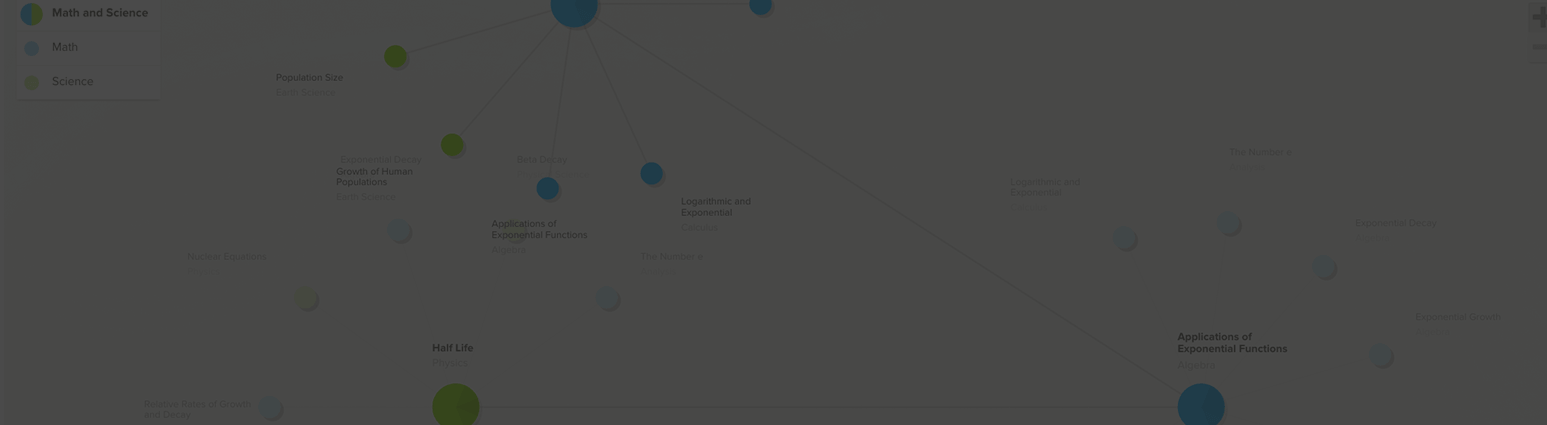 Math and Science
Math
Science
Population Size
Earth Science
Exponential Decay
Growth of Human
Populations
Earth Science
Beta Decay
Applications of
Exponential Functions
Algebra
Logarithmic and
Exponential
Calculus
Nuclear Equations
The Number e
Logarithmic and
Exponential
The Number e
Exponential Decay
Exponential Growth
Half Life
Physics
Applications of
Exponential Functions
Algebra
Relative Rates of Growth
and Decay